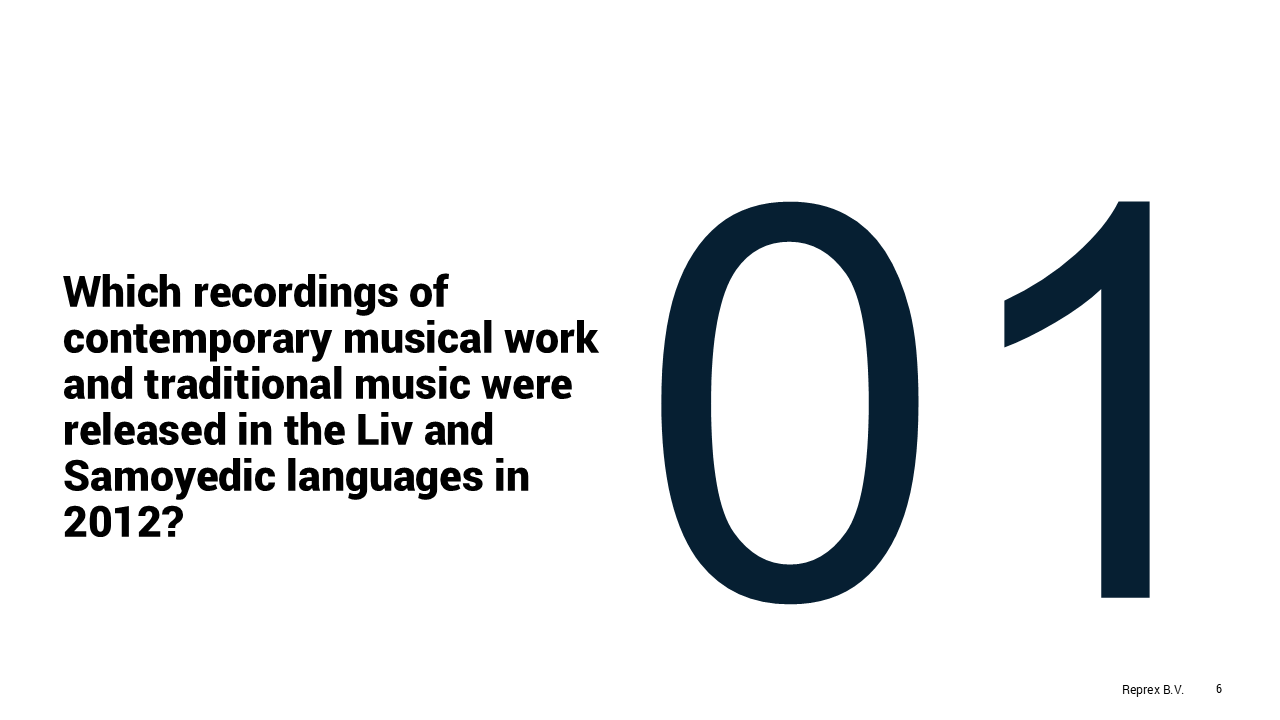 Which recordings of
contemporary musical work
and traditional music were
released in the Liv and
Samoyedic languages in
2012?
01
Reprex B.V.
6